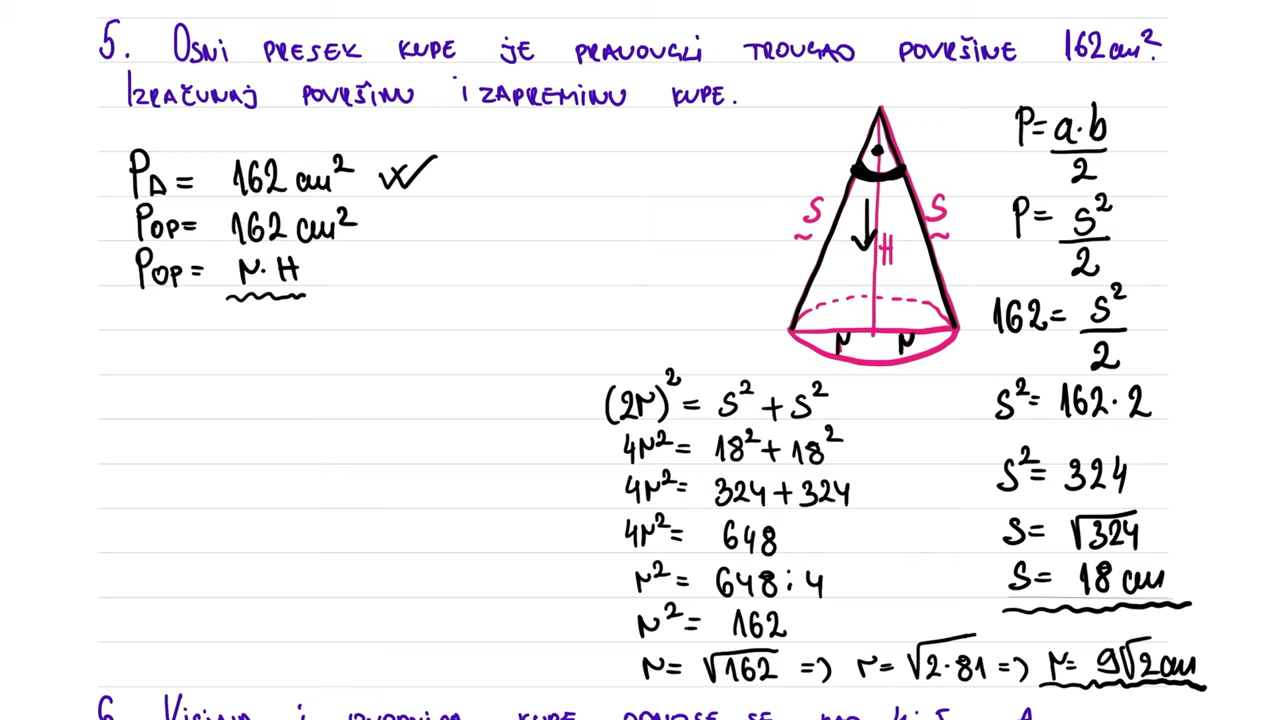 5. OSNI PRESEK KUPE JE PRAVOUGLI TROUGAO POVRŠINE 162 cm².
IZRAČUNAJ POVRŠINU I ZAPREMINU KUPE.
P△ = 162 cm²
Pop = 162 cm²
Pop = r · H
S S
H
r r
P = a·b/2
P = S²/2
162 = S²/2
S² = 162 · 2
S² = 324
S = √324
S = 18 cm
(2r)² = S² + S²
4r² = 18² + 18²
4r² = 324 + 324
4r² = 648
r² = 648 : 4
r² = 162
r = √162 => r = √2·81 => r = 9√2 cm